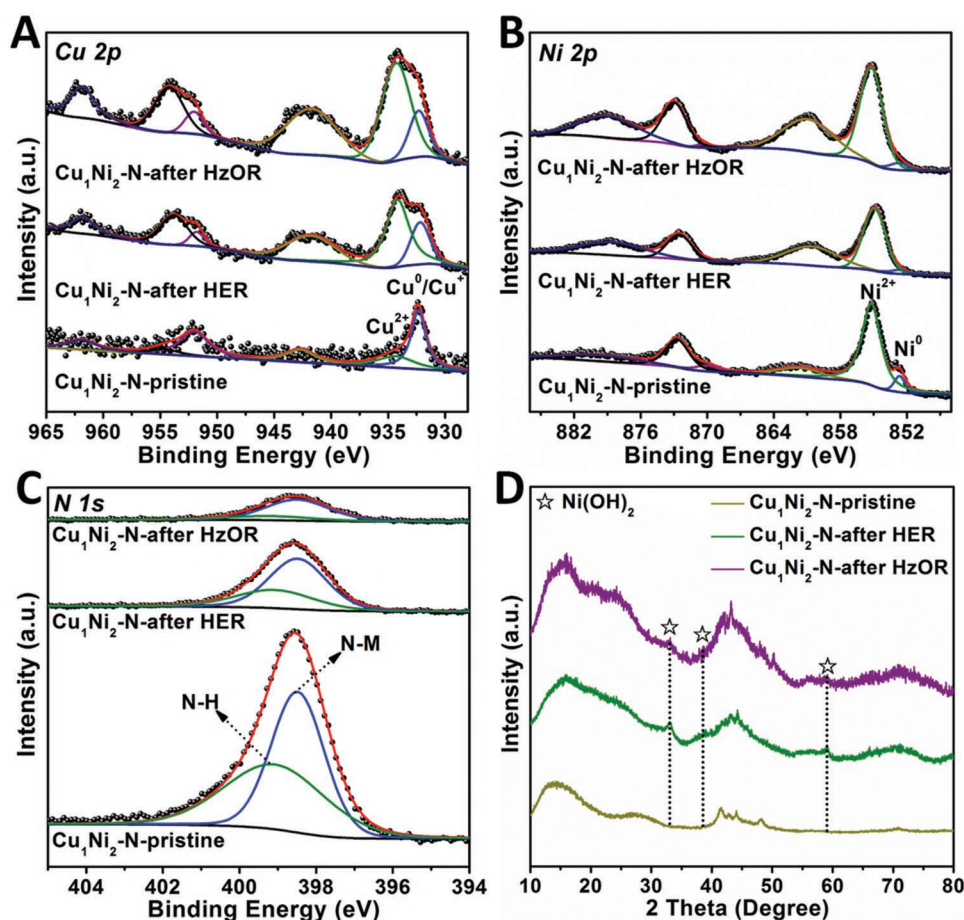 A
Cu 2p
Cu₁Ni₂-N-after HzOR
Cu₁Ni₂-N-after HER
Cu⁰/Cu⁺
Cu²⁺
Cu₁Ni₂-N-pristine
965 960 955 950 945 940 935 930
Binding Energy (eV)
Intensity (a.u.)
B
Ni 2p
Cu₁Ni₂-N-after HzOR
Cu₁Ni₂-N-after HER
Ni²⁺
Ni⁰
Cu₁Ni₂-N-pristine
882 876 870 864 858 852
Binding Energy (eV)
Intensity (a.u.)
C
N 1s
Cu₁Ni₂-N-after HzOR
Cu₁Ni₂-N-after HER
N-M
N-H
Cu₁Ni₂-N-pristine
404 402 400 398 396 394
Binding Energy (eV)
Intensity (a.u.)
D
☆ Ni(OH)₂
Cu₁Ni₂-N-pristine
Cu₁Ni₂-N-after HER
Cu₁Ni₂-N-after HzOR
10 20 30 40 50 60 70 80
2 Theta (Degree)
Intensity (a.u.)